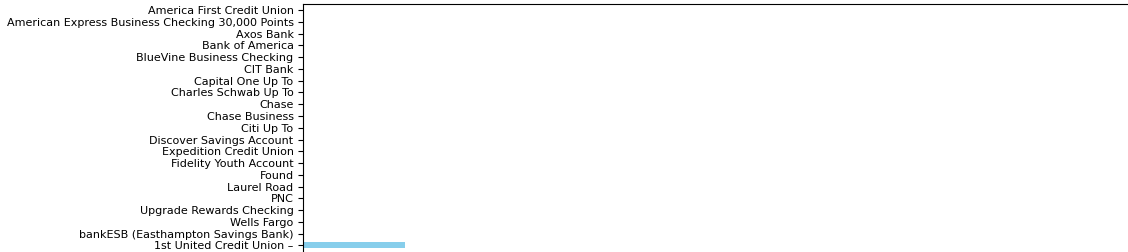 America First Credit Union
American Express Business Checking 30,000 Points
Axos Bank
Bank of America
BlueVine Business Checking
CIT Bank
Capital One Up To
Charles Schwab Up To
Chase
Chase Business
Citi Up To
Discover Savings Account
Expedition Credit Union
Fidelity Youth Account
Found
Laurel Road
PNC
Upgrade Rewards Checking
Wells Fargo
bankESB (Easthampton Savings Bank)
1st United Credit Union –